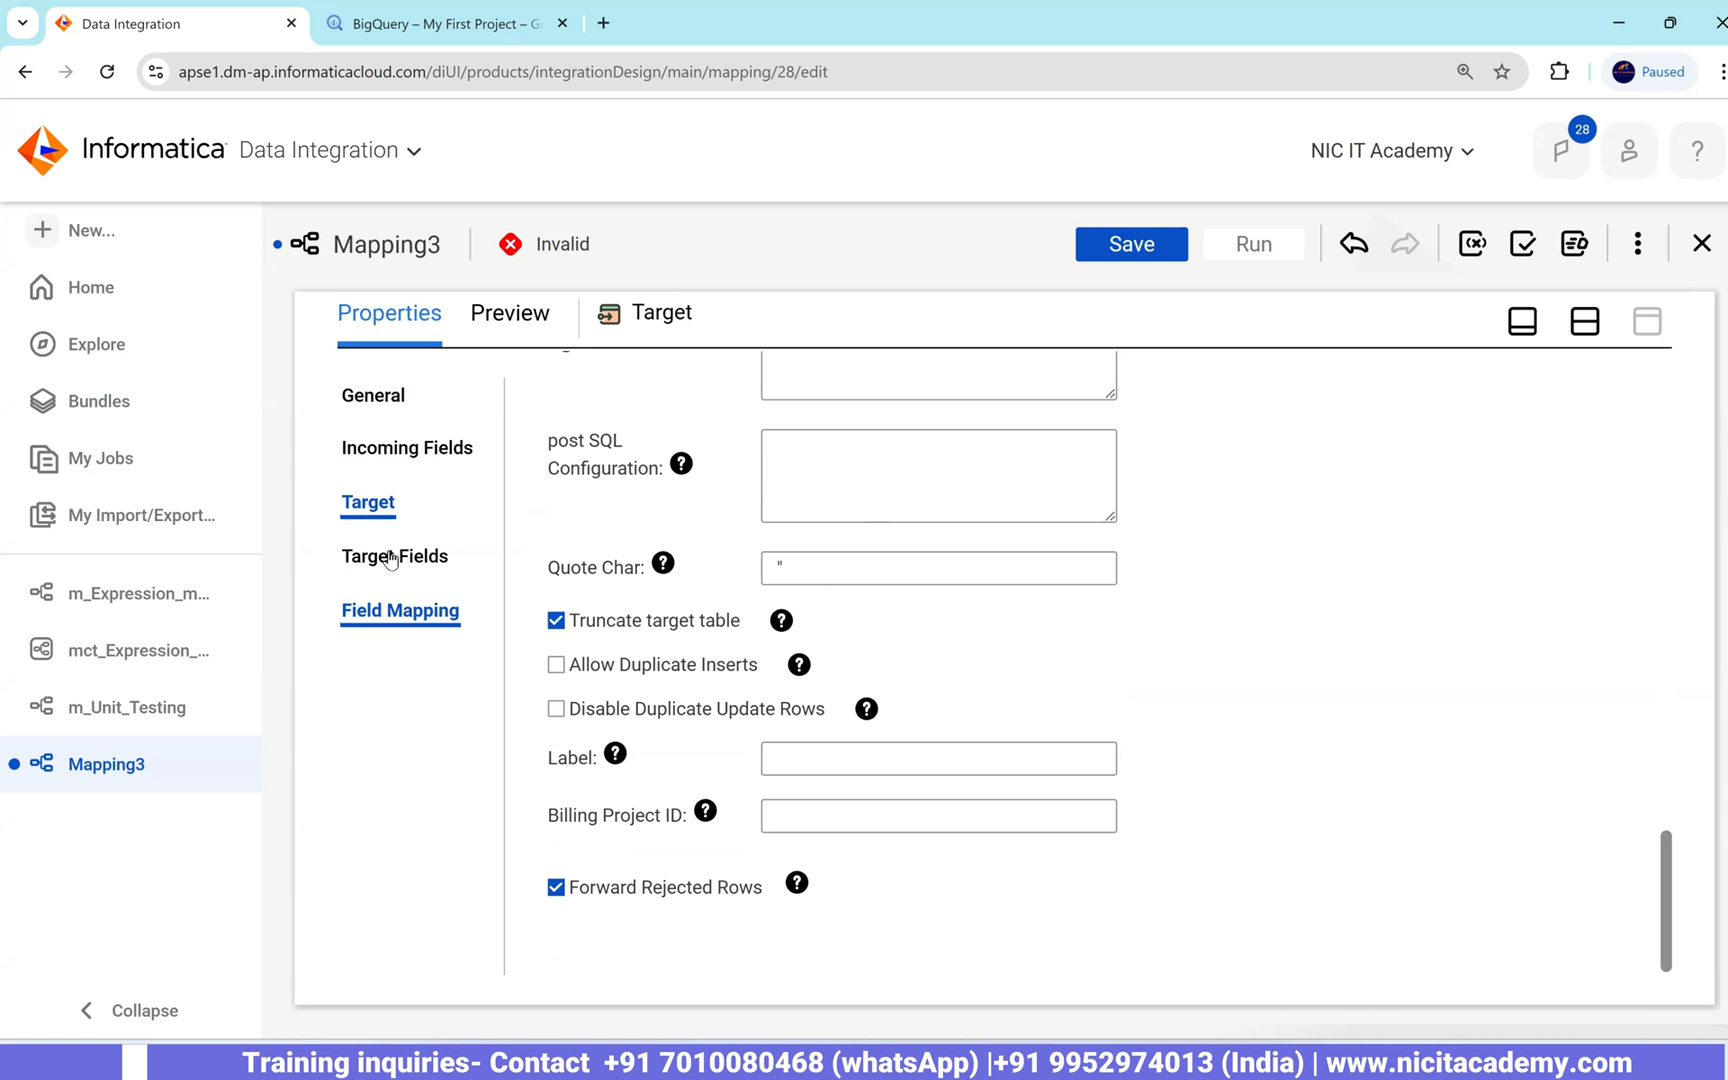 Data Integration
BigQuery – My First Project – G
apse1.dm-ap.informaticacloud.com/diUI/products/integrationDesign/main/mapping/28/edit
Paused
Informatica Data Integration
NIC IT Academy
28
?
New...
Home
Explore
Bundles
My Jobs
My Import/Export...
m_Expression_m...
mct_Expression_...
m_Unit_Testing
Mapping3
Collapse
Mapping3
Invalid
Save
Run
Properties
Preview
Target
General
Incoming Fields
Target
Target Fields
Field Mapping
post SQL
Configuration: ?
Quote Char: ?
"
Truncate target table ?
Allow Duplicate Inserts ?
Disable Duplicate Update Rows ?
Label: ?
Billing Project ID: ?
Forward Rejected Rows ?
Training inquiries- Contact +91 7010080468 (whatsApp) |+91 9952974013 (India) | www.nicitacademy.com